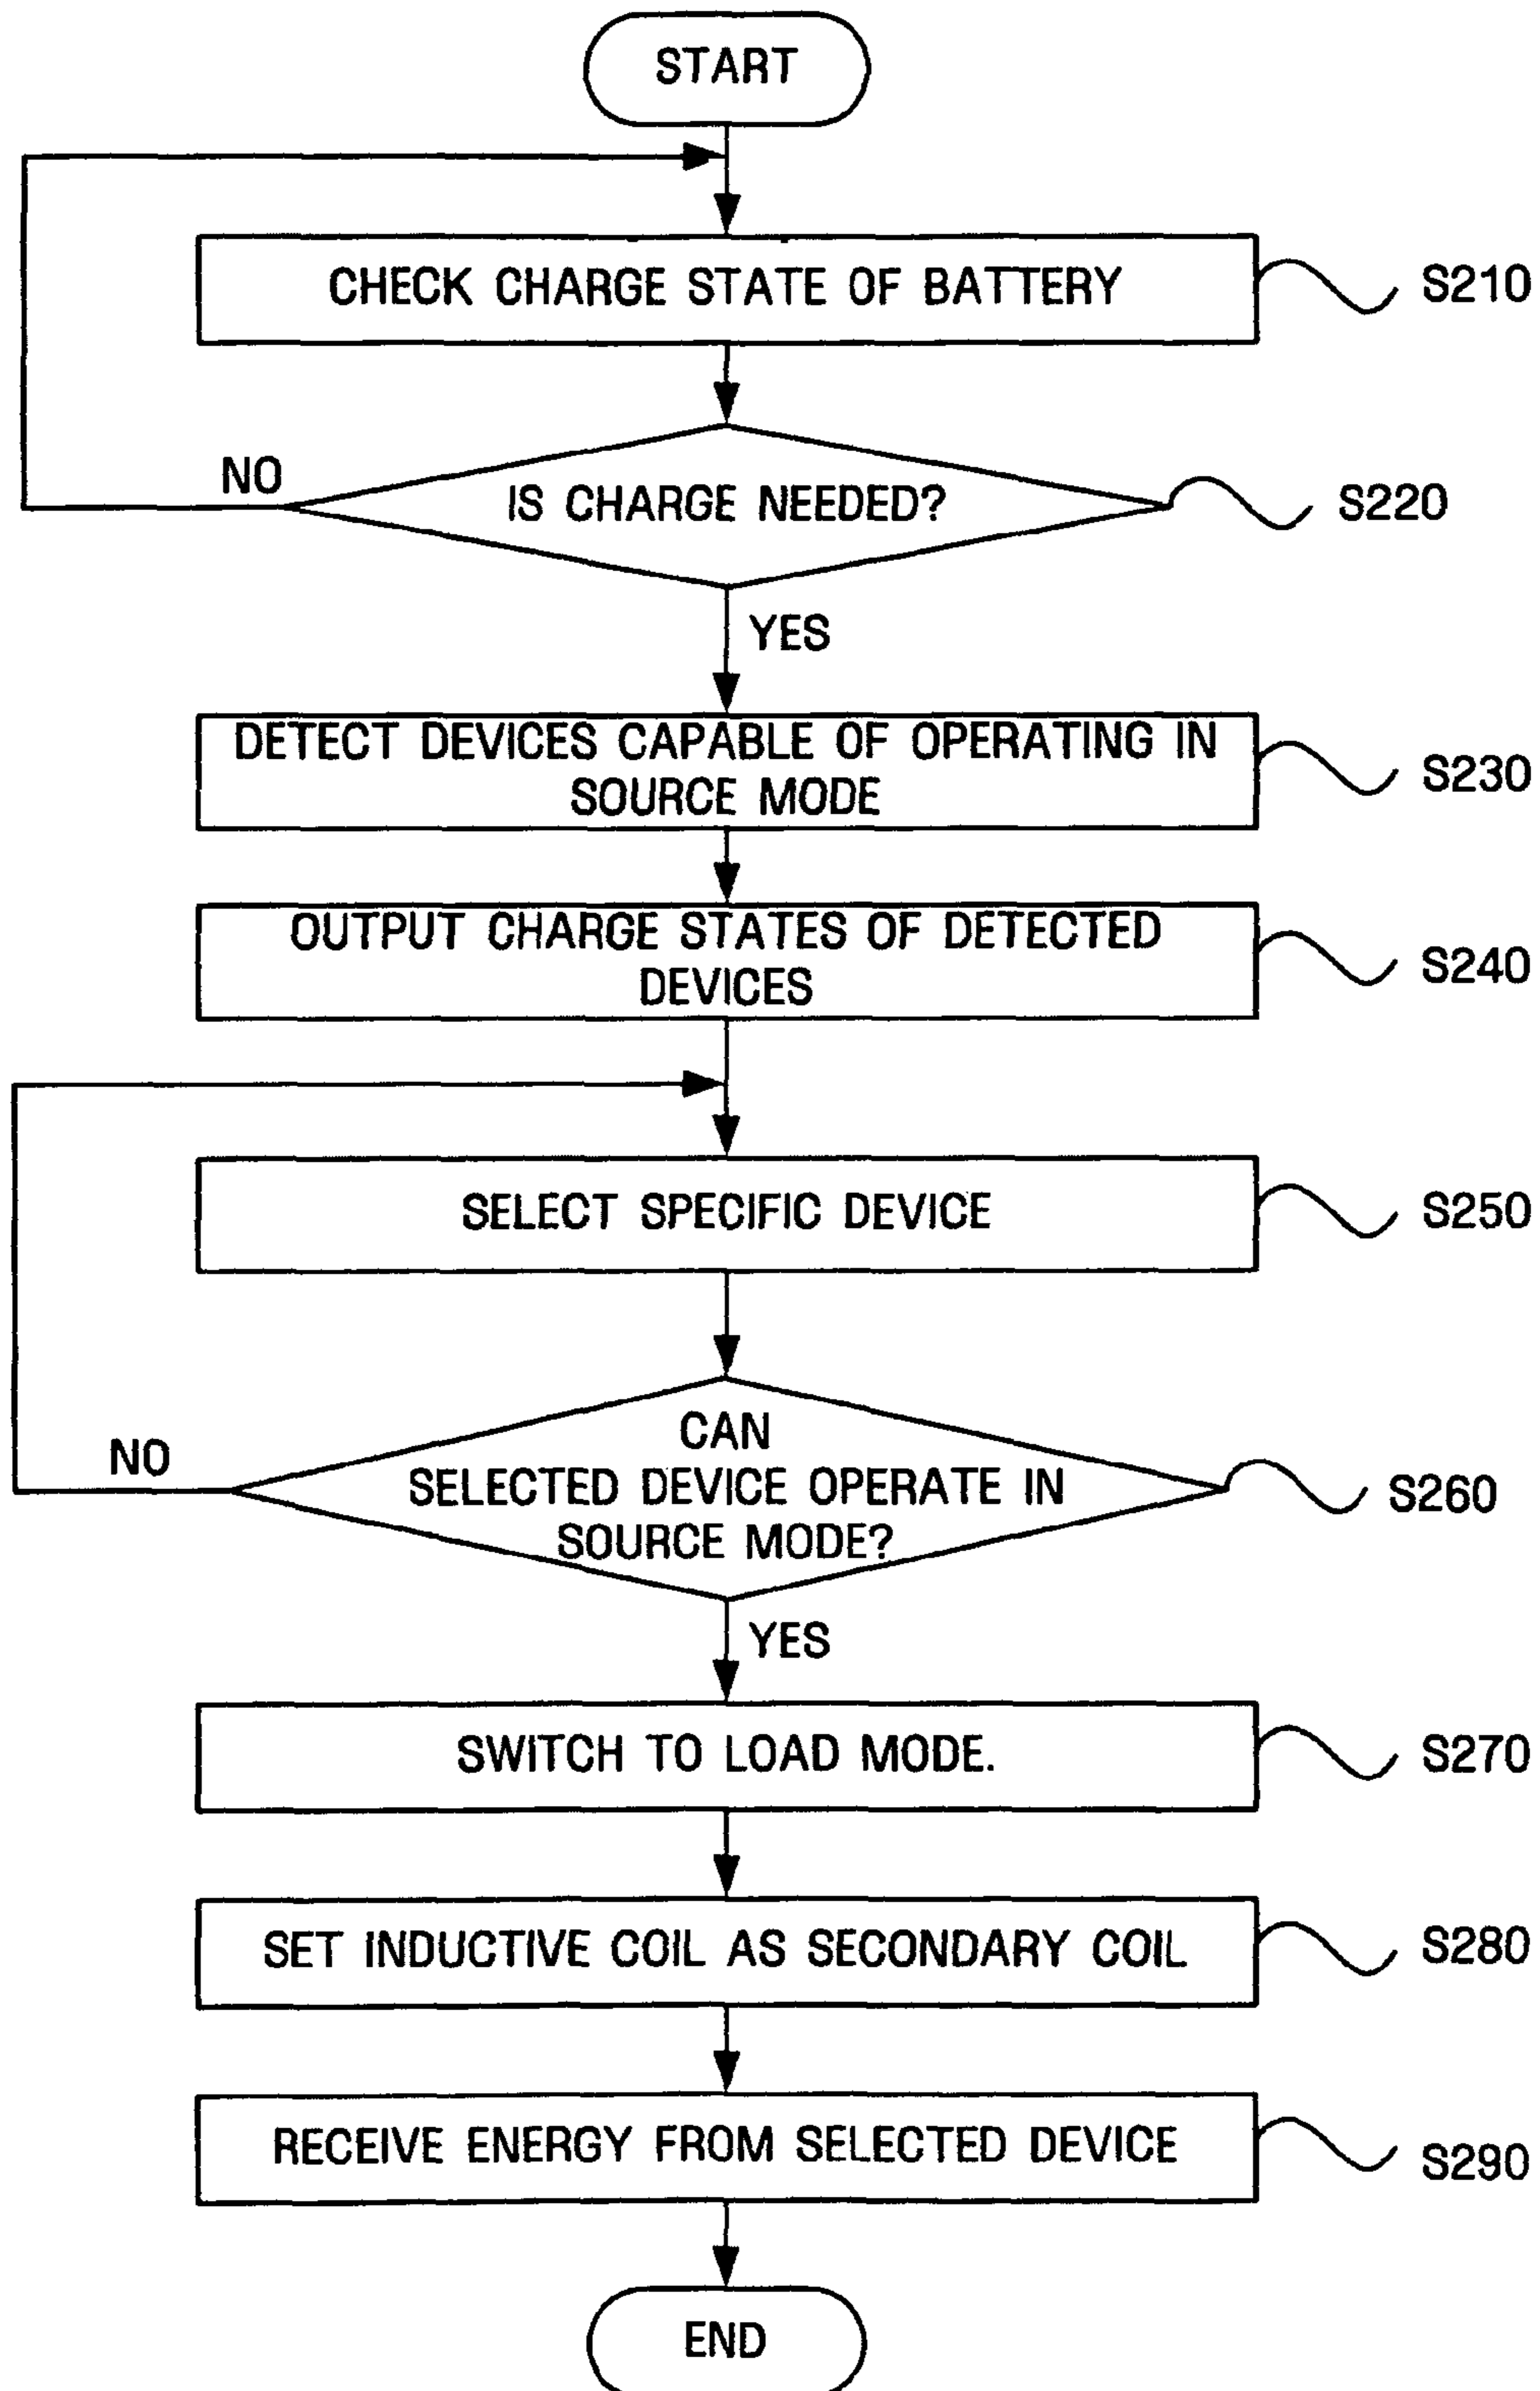 START
CHECK CHARGE STATE OF BATTERY
S210
NO
IS CHARGE NEEDED?
S220
YES
DETECT DEVICES CAPABLE OF OPERATING IN
SOURCE MODE
S230
OUTPUT CHARGE STATES OF DETECTED
DEVICES
S240
SELECT SPECIFIC DEVICE
S250
NO
CAN
SELECTED DEVICE OPERATE IN
SOURCE MODE?
S260
YES
SWITCH TO LOAD MODE.
S270
SET INDUCTIVE COIL AS SECONDARY COIL
S280
RECEIVE ENERGY FROM SELECTED DEVICE
S290
END